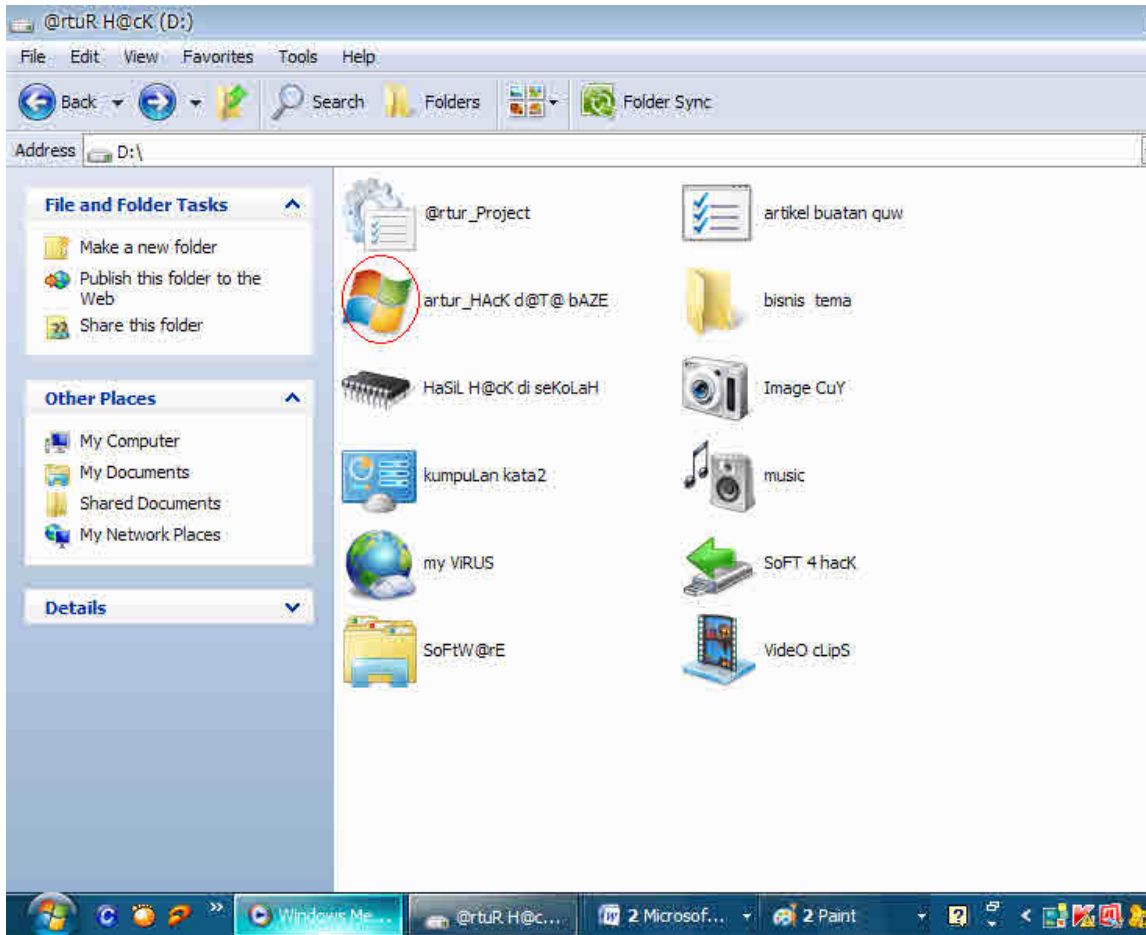 @rtuR H@cK (D:)
File Edit View Favorites Tools Help
Back Search Folders Folder Sync
Address D:\
File and Folder Tasks
Make a new folder
Publish this folder to the
Web
Share this folder
Other Places
My Computer
My Documents
Shared Documents
My Network Places
Details
@rtur_Project
artikel buatan quw
artur_HAcK d@T@ bAZE
bisnis tema
HaSiL H@cK di seKoLaH
Image CuY
kumpuLan kata2
music
my ViRUS
SoFT 4 hacK
SoFtW@rE
VideO cLipS
Windows Me...
@rtuR H@c...
2 Microsof...
2 Paint